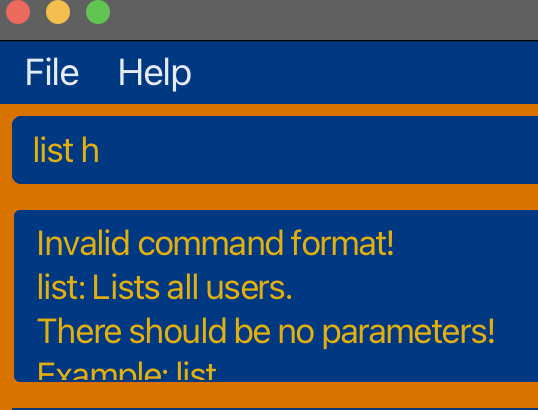 File Help
list h
Invalid command format!
list: Lists all users.
There should be no parameters!
Example: list